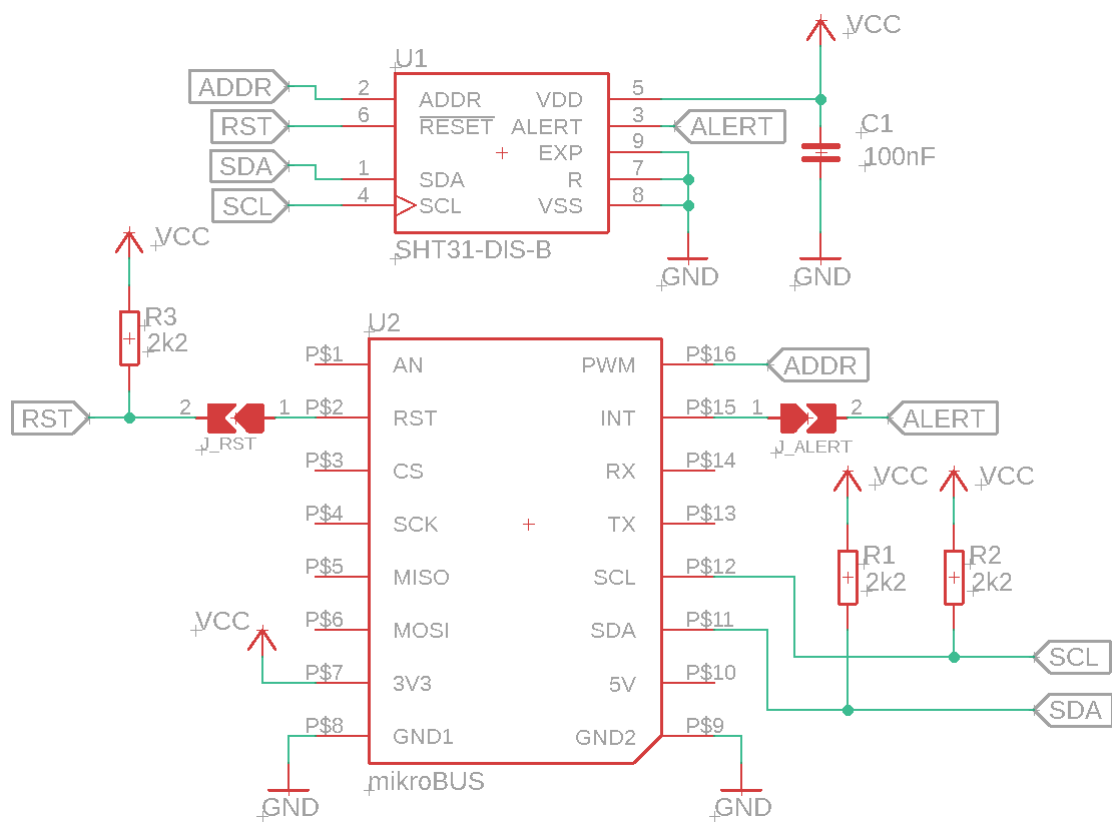 VCC
U1
ADDR 2 ADDR VDD 5
RST 6 RESET ALERT 3 ALERT
C1
100nF
EXP 9
SDA 1 SDA R 7
SCL 4 SCL VSS 8
SHT31-DIS-B
GND GND
VCC
R3
2k2
U2
P$1 AN PWM P$16 ADDR
RST 2 1 P$2 RST INT P$15 1 2 ALERT
J_RST J_ALERT
P$3 CS RX P$14
VCC VCC
P$4 SCK TX P$13
R1 R2
2k2 2k2
P$5 MISO SCL P$12
VCC
P$6 MOSI SDA P$11
SCL
P$7 3V3 5V P$10
SDA
P$8 GND1 GND2 P$9
mikroBUS
GND GND